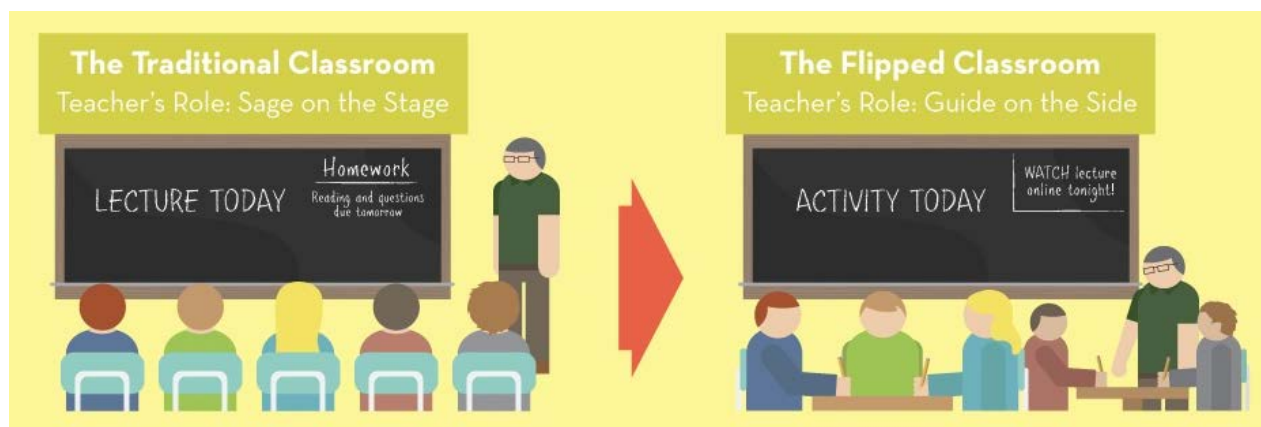 The Traditional Classroom
Teacher's Role: Sage on the Stage
LECTURE TODAY
Homework
Reading and questions
due tomorrow
The Flipped Classroom
Teacher's Role: Guide on the Side
ACTIVITY TODAY
WATCH lecture
online tonight!